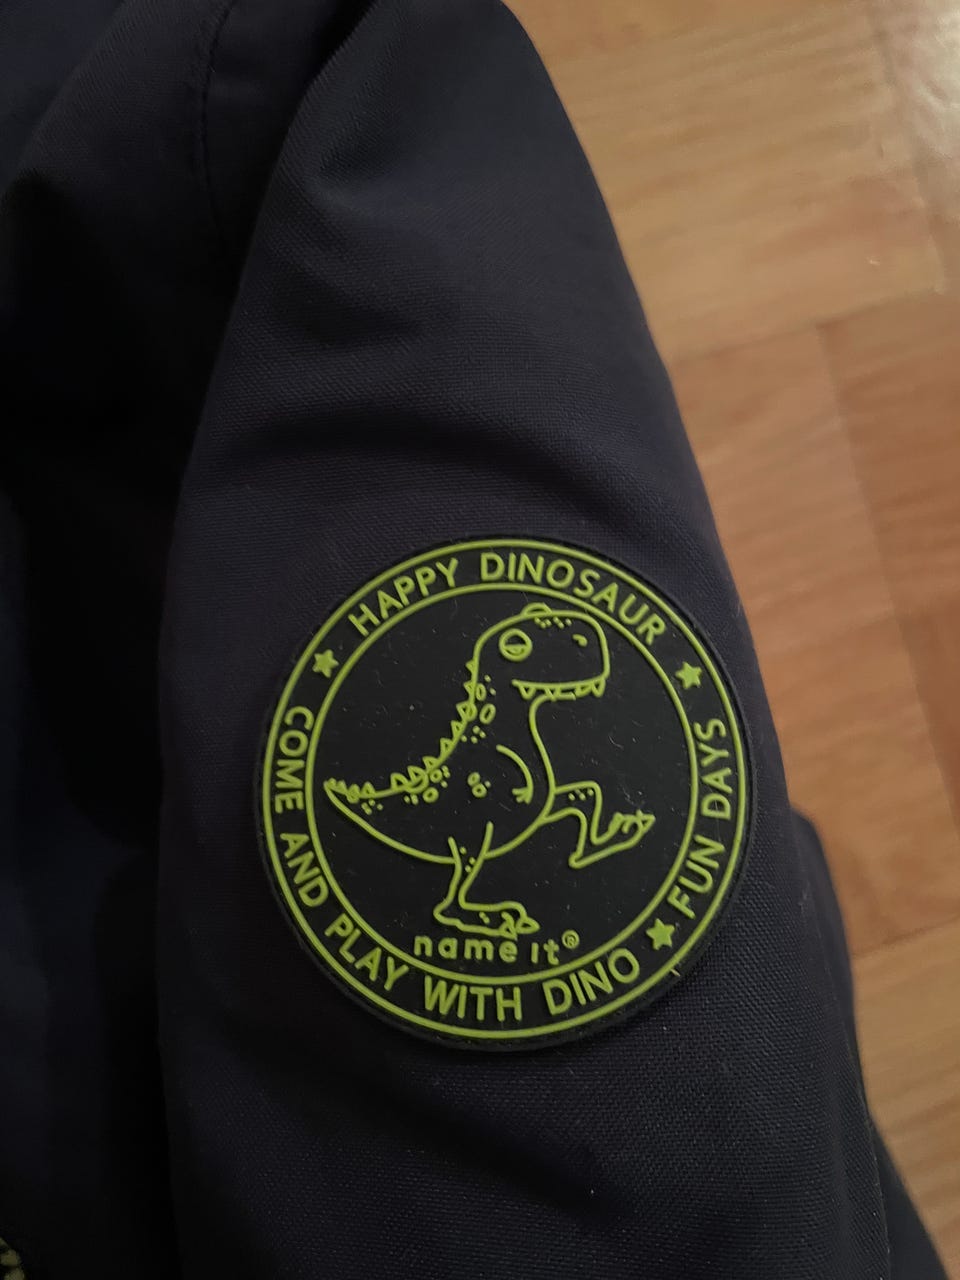 HAPPY DINOSAUR
FUN DAYS
COME AND PLAY WITH DINO
name it®